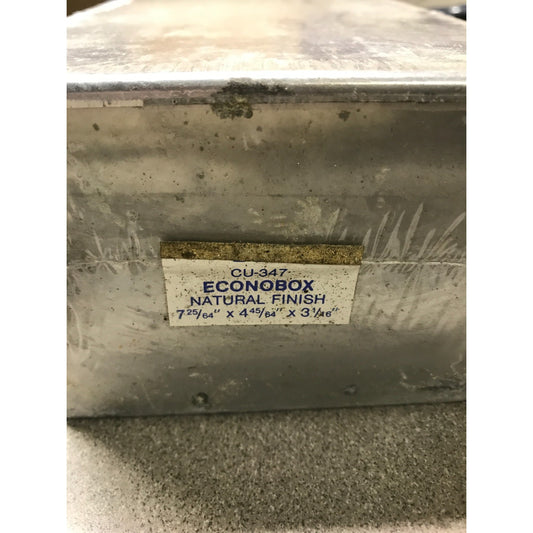 CU-347
ECONOBOX
NATURAL FINISH
7 25/64" x 4 45/64" x 3 1/16"